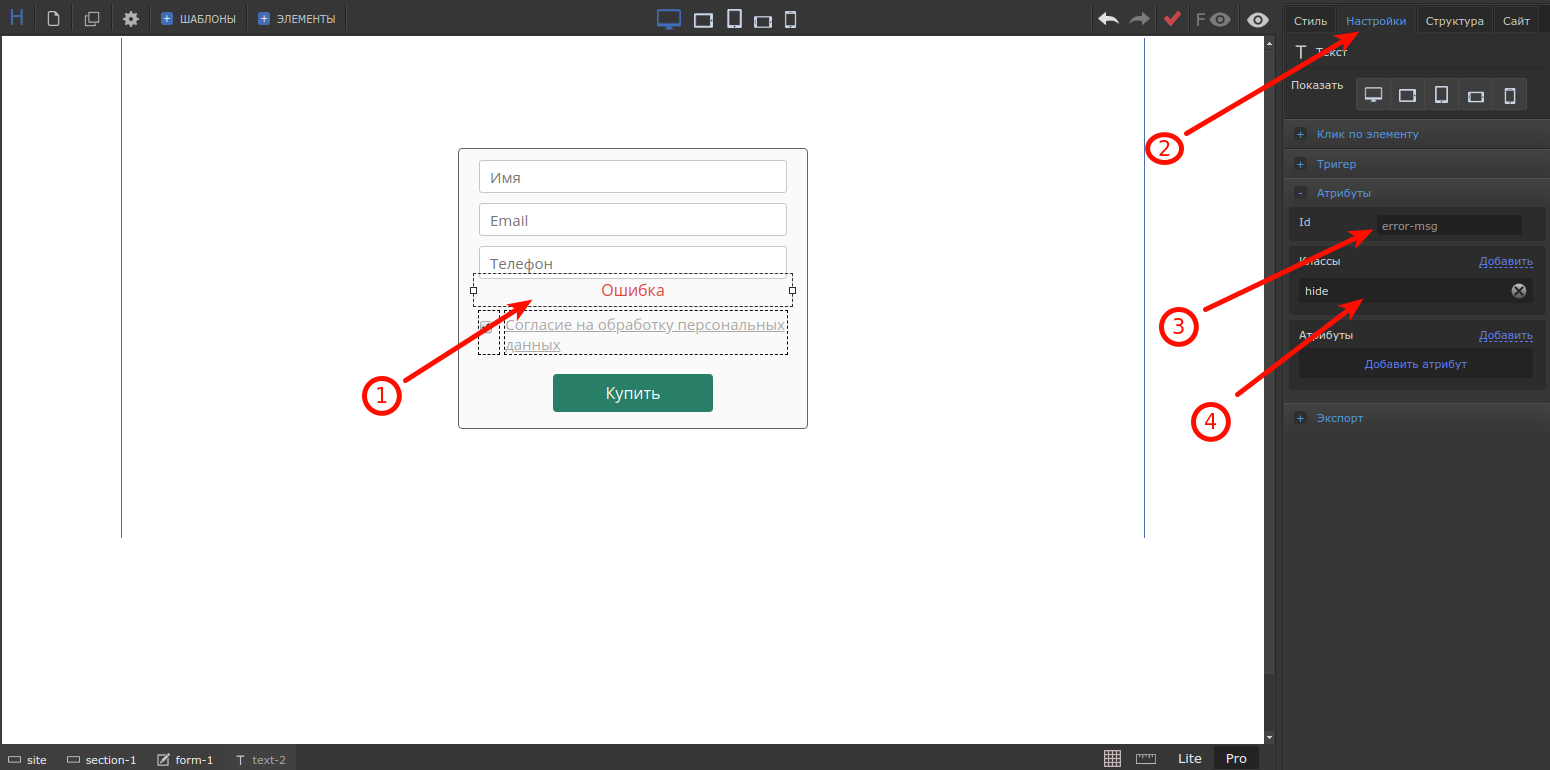 H
ШАБЛОНЫ
ЭЛЕМЕНТЫ
F
Стиль
Настройки
Структура
Сайт
Текст
Показать
Клик по элементу
Тригер
Атрибуты
Id
error-msg
Классы
Добавить
hide
Атрибуты
Добавить
Добавить атрибут
Экспорт
Имя
Email
Телефон
Ошибка
Согласие на обработку персональных
данных
Купить
1
2
3
4
site
section-1
form-1
text-2
Lite
Pro